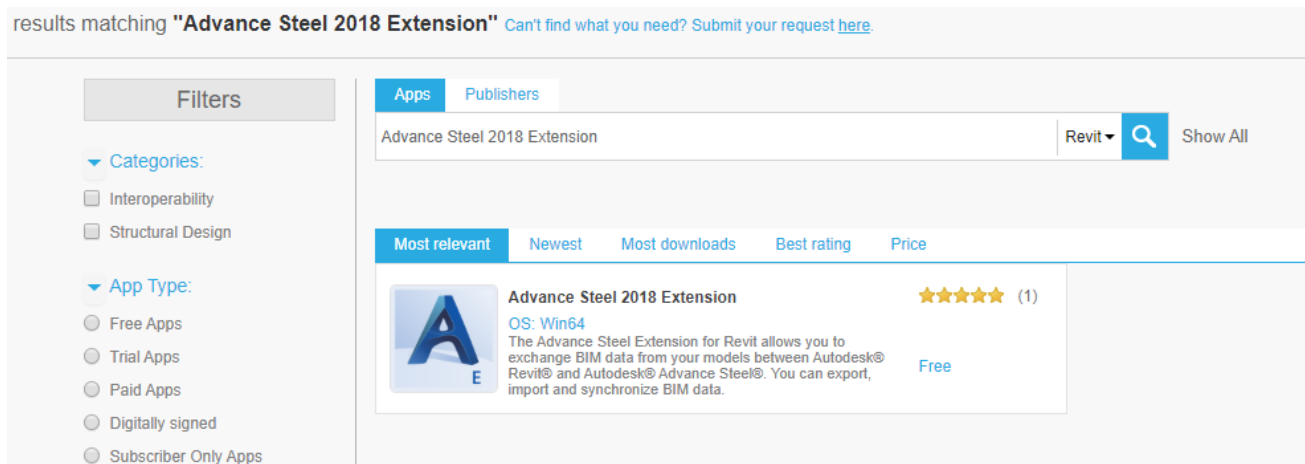 results matching "Advance Steel 2018 Extension" Can't find what you need? Submit your request here.
Filters
Categories:
Interoperability
Structural Design
App Type:
Free Apps
Trial Apps
Paid Apps
Digitally signed
Subscriber Only Apps
Apps Publishers
Advance Steel 2018 Extension Revit Show All
Most relevant Newest Most downloads Best rating Price
A E
Advance Steel 2018 Extension (1)
OS: Win64
The Advance Steel Extension for Revit allows you to
exchange BIM data from your models between Autodesk®
Revit® and Autodesk® Advance Steel®. You can export,
import and synchronize BIM data.
Free